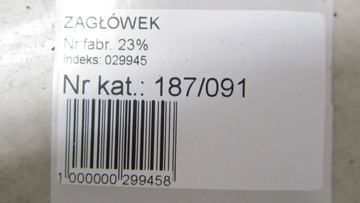 ZAGŁÓWEK
Nr fabr. 23%
Indeks: 029945
Nr kat.: 187/091
1 000000 299458